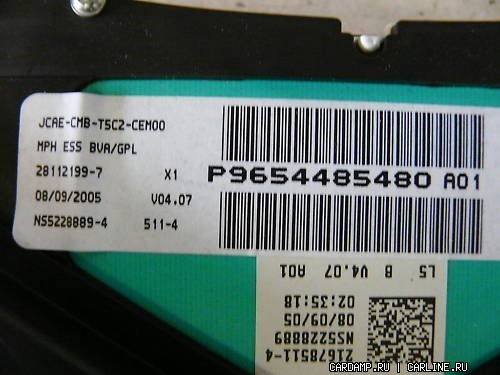 JCAE-CMB-T5C2-CEM00
MPH ESS BVA/GPL
28112199-7 X1
08/09/2005 V04.07
NS5228889-4 511-4
P9654485480 A01
L5 B V4.07 A01
02:35:18
08/09/05
NS5228889
21678511-4
CARDAMP.RU | CARLINE.RU